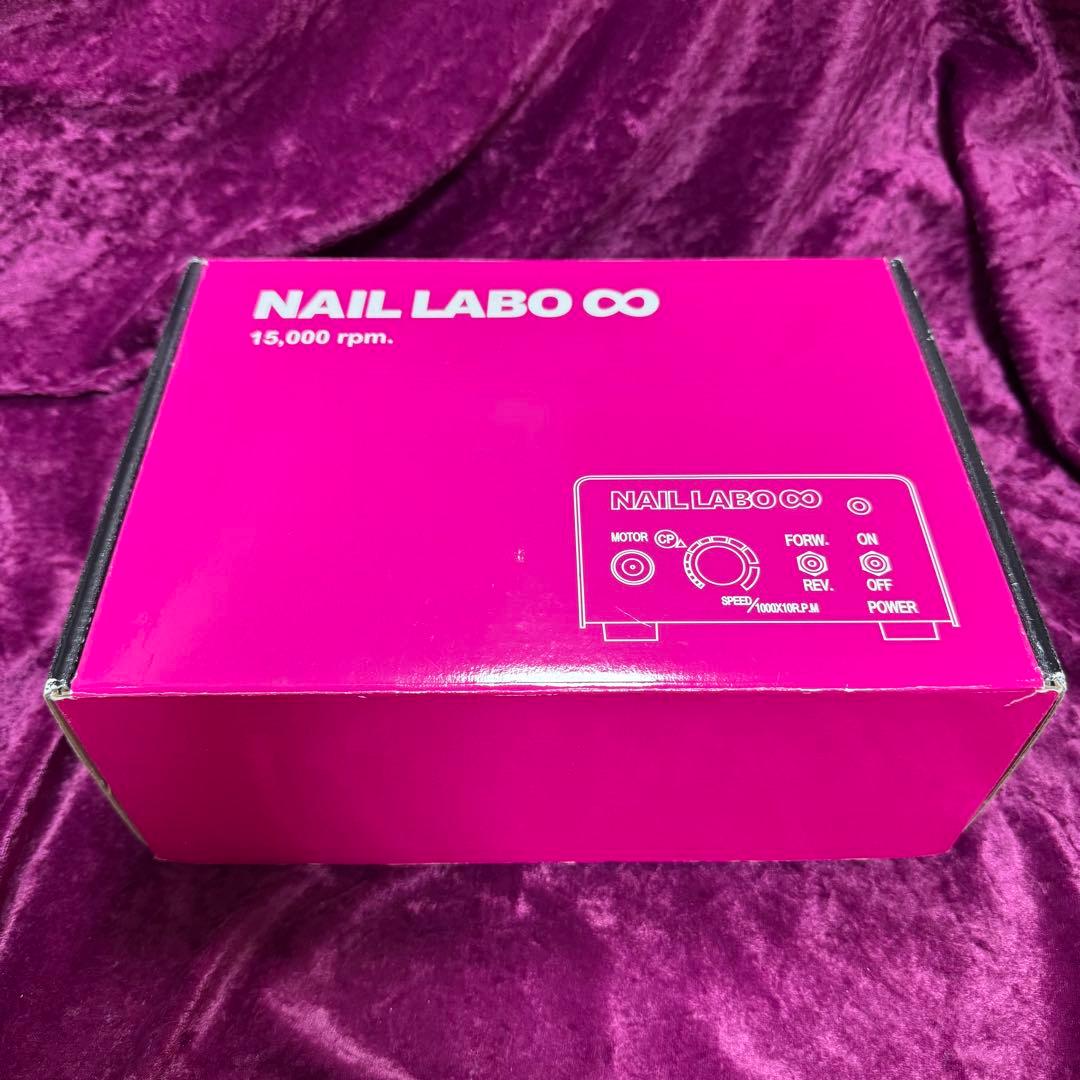 NAIL LABO ∞
15,000 rpm.
NAIL LABO ∞
MOTOR CP FORW. ON
REV. OFF
SPEED/1000X10R.P.M POWER